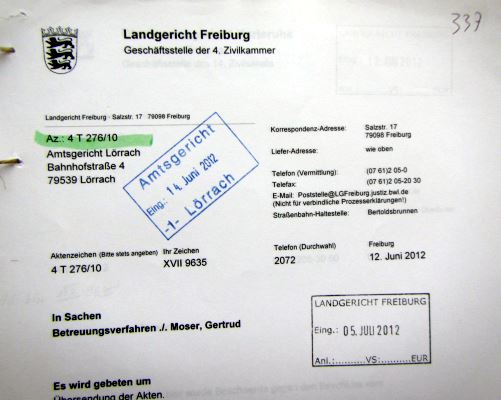 337
Landgericht Freiburg
Geschäftsstelle der 4. Zivilkammer
Landgericht Freiburg · Salzstr. 17 79098 Freiburg
Az.: 4 T 276/10
Amtsgericht Lörrach
Bahnhofstraße 4
79539 Lörrach
Amtsgericht
Eing.: 14. Juni 2012
-1- Lörrach
Korrespondenz-Adresse: Salzstr. 17
79098 Freiburg
Liefer-Adresse: wie oben
Telefon (Vermittlung): (07 61) 2 05-0
Telefax: (07 61) 2 05-20 30
E-Mail: Poststelle@LGFreiburg.justiz.bwl.de
(Nicht für verbindliche Prozesserklärungen!)
Straßenbahn-Haltestelle: Bertoldsbrunnen
Aktenzeichen (Bitte stets angeben) Ihr Zeichen Telefon (Durchwahl) Freiburg
4 T 276/10 XVII 9635 2072 12. Juni 2012
In Sachen
Betreuungsverfahren ./. Moser, Gertrud
LANDGERICHT FREIBURG
Eing.: 05. JULI 2012
Anl.:..........VS:..........EUR
Es wird gebeten um
Übersendung der Akten.